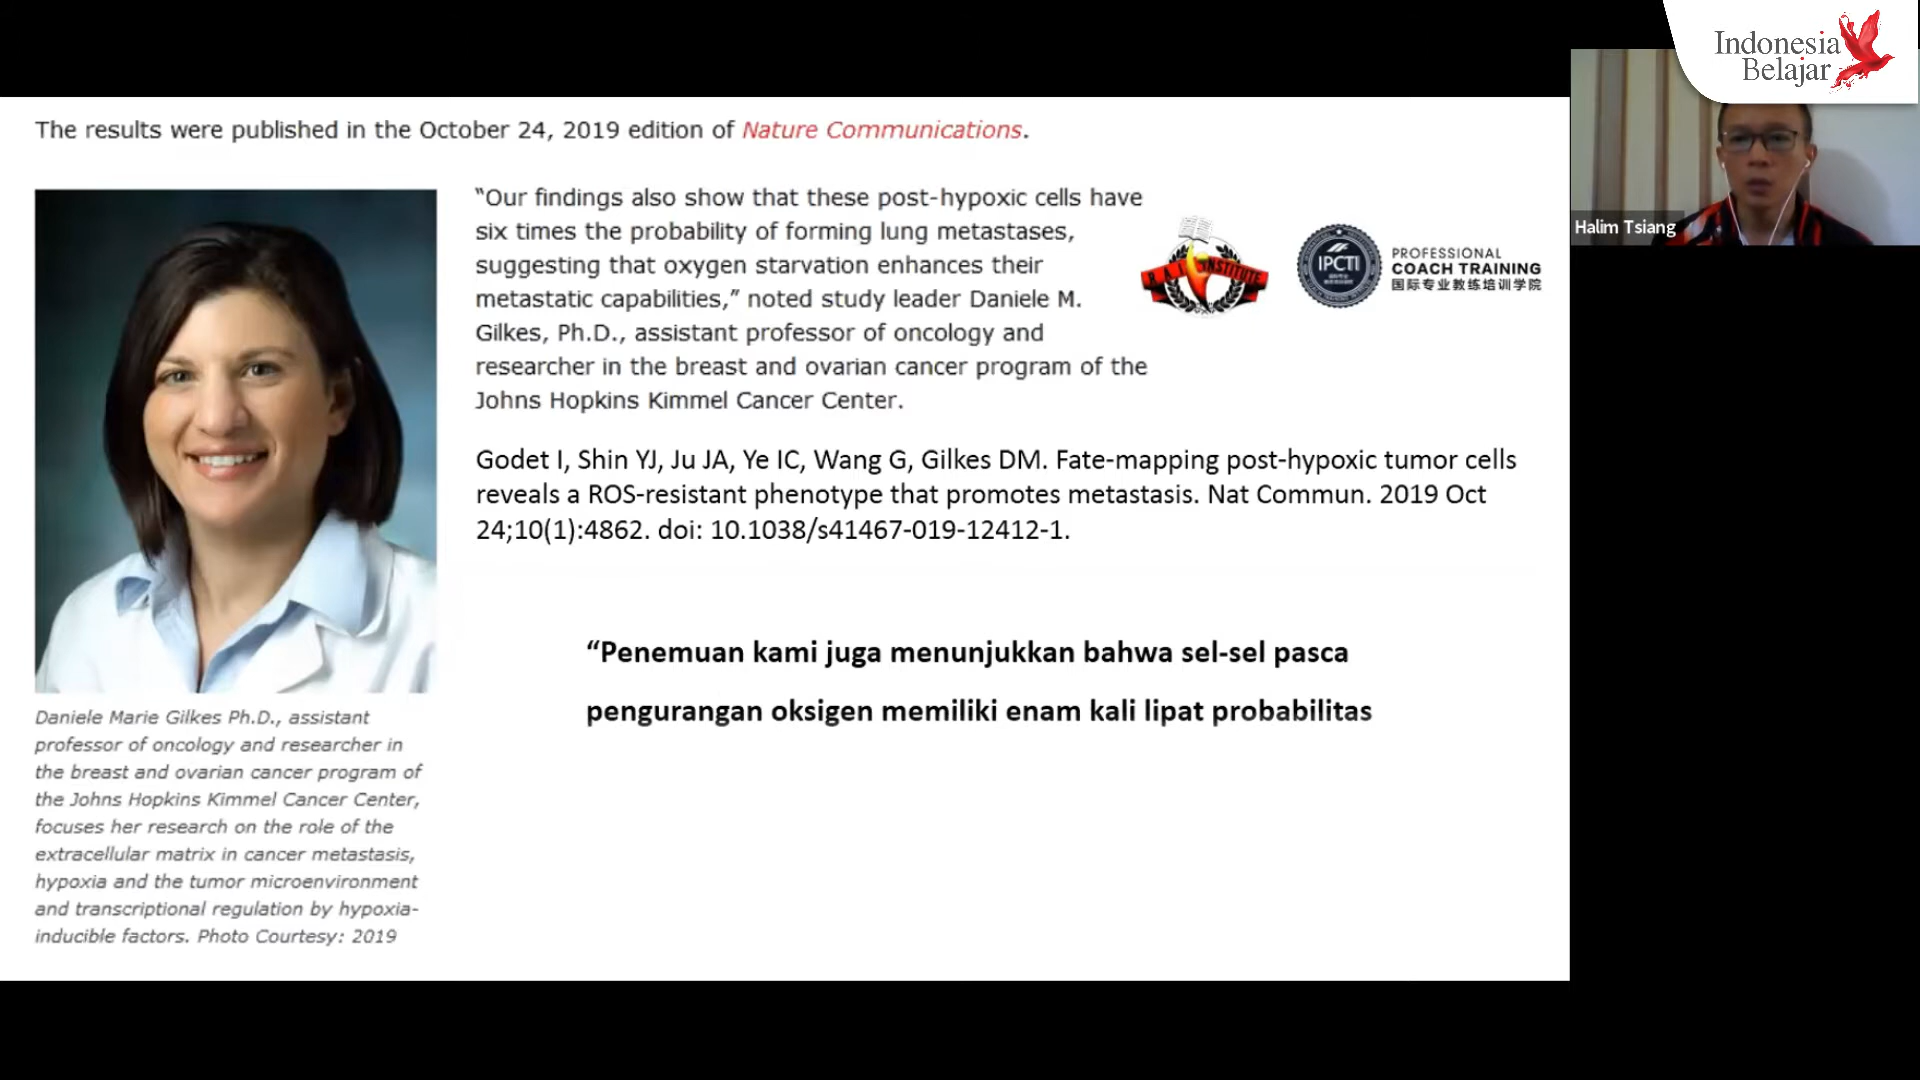 Indonesia
Belajar
The results were published in the October 24, 2019 edition of Nature Communications.
“Our findings also show that these post-hypoxic cells have
six times the probability of forming lung metastases,
suggesting that oxygen starvation enhances their
metastatic capabilities,” noted study leader Daniele M.
Gilkes, Ph.D., assistant professor of oncology and
researcher in the breast and ovarian cancer program of the
Johns Hopkins Kimmel Cancer Center.
R.A.I INSTITUTE
IPCTI
PROFESSIONAL
COACH TRAINING
国际专业教练培训学院
Halim Tsiang
Godet I, Shin YJ, Ju JA, Ye IC, Wang G, Gilkes DM. Fate-mapping post-hypoxic tumor cells
reveals a ROS-resistant phenotype that promotes metastasis. Nat Commun. 2019 Oct
24;10(1):4862. doi: 10.1038/s41467-019-12412-1.
“Penemuan kami juga menunjukkan bahwa sel-sel pasca
pengurangan oksigen memiliki enam kali lipat probabilitas
Daniele Marie Gilkes Ph.D., assistant
professor of oncology and researcher in
the breast and ovarian cancer program of
the Johns Hopkins Kimmel Cancer Center,
focuses her research on the role of the
extracellular matrix in cancer metastasis,
hypoxia and the tumor microenvironment
and transcriptional regulation by hypoxia-
inducible factors. Photo Courtesy: 2019